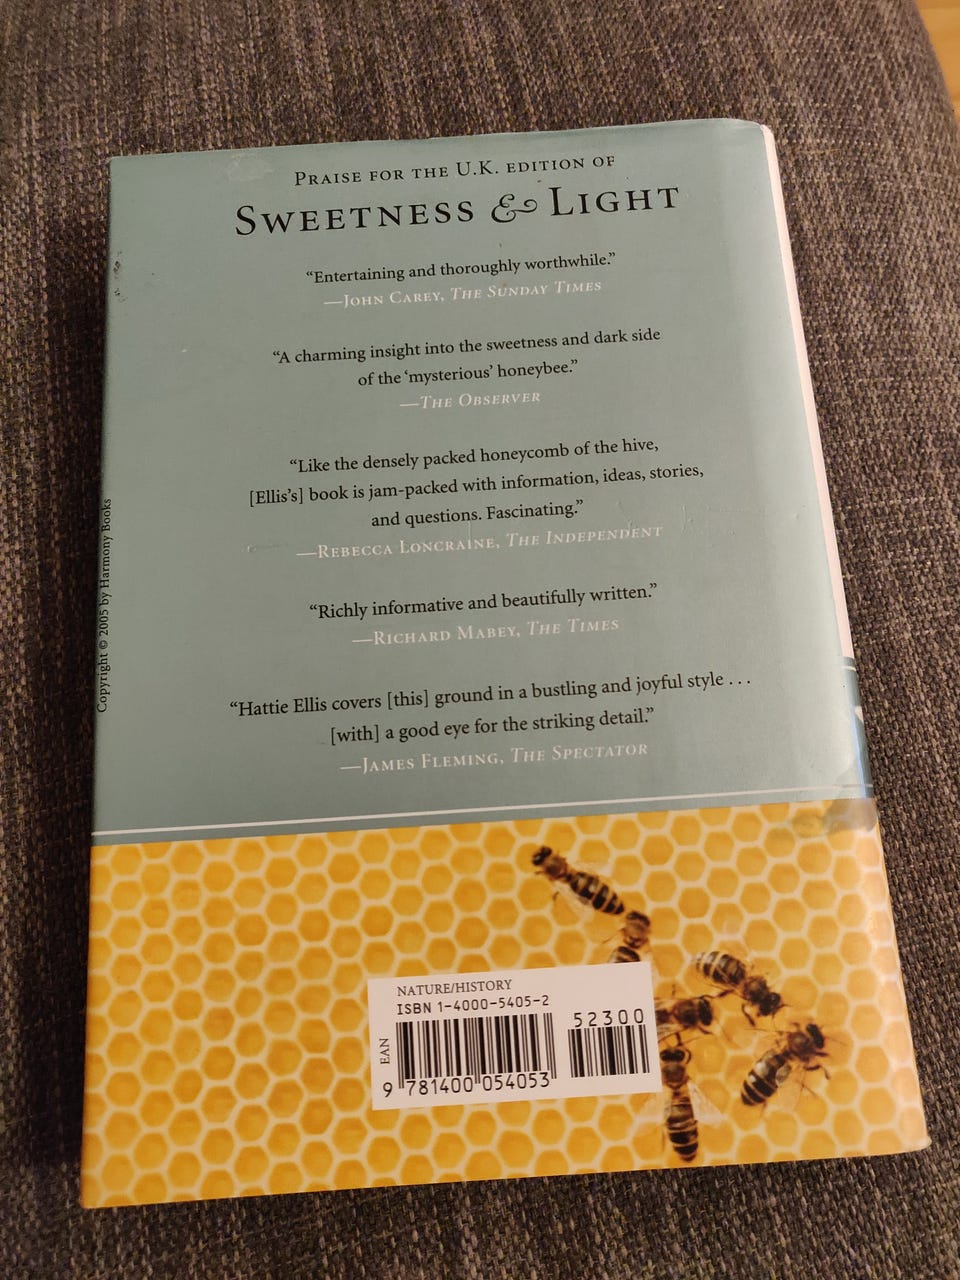 PRAISE FOR THE U.K. EDITION OF
SWEETNESS & LIGHT
“Entertaining and thoroughly worthwhile.”
—JOHN CAREY, THE SUNDAY TIMES
“A charming insight into the sweetness and dark side
of the ‘mysterious’ honeybee.”
—THE OBSERVER
“Like the densely packed honeycomb of the hive,
[Ellis’s] book is jam-packed with information, ideas, stories,
and questions. Fascinating.”
—REBECCA LONCRAINE, THE INDEPENDENT
“Richly informative and beautifully written.”
—RICHARD MABEY, THE TIMES
“Hattie Ellis covers [this] ground in a bustling and joyful style . . .
[with] a good eye for the striking detail.”
—JAMES FLEMING, THE SPECTATOR
Copyright © 2005 by Harmony Books
NATURE/HISTORY
ISBN 1-4000-5405-2
52300
EAN
9 781400 054053